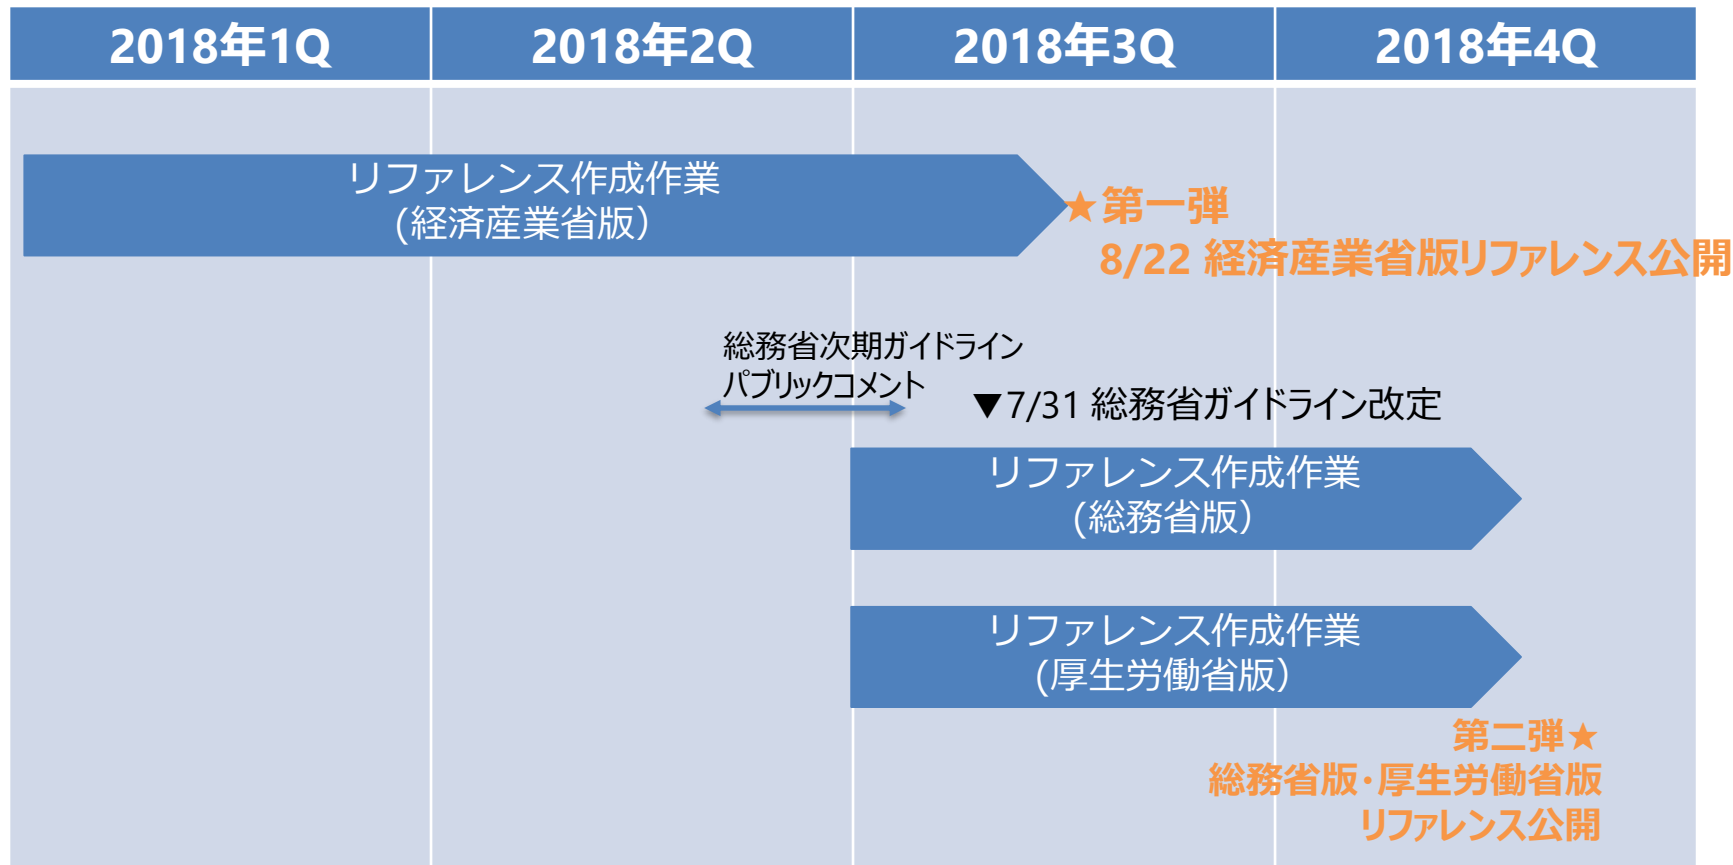 2018年1Q
2018年2Q
2018年3Q
2018年4Q
リファレンス作成作業
(経済産業省版）
★第一弾
8/22 経済産業省版リファレンス公開
総務省次期ガイドライン
パブリックコメント
▼7/31 総務省ガイドライン改定
リファレンス作成作業
(総務省版）
リファレンス作成作業
(厚生労働省版）
第二弾★
総務省版・厚生労働省版
リファレンス公開